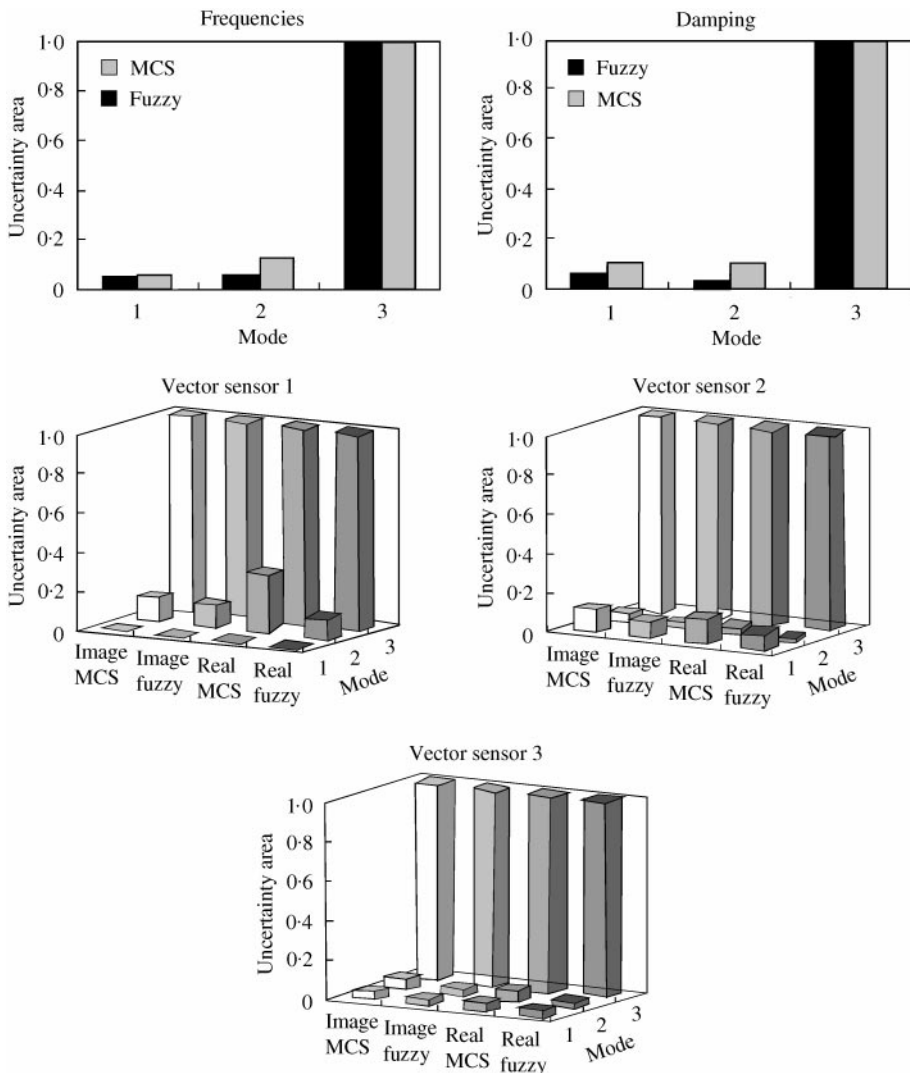 Frequencies
1·0
0·8
0·6
0·4
0·2
0
Uncertainty area
MCS
Fuzzy
1 2 3
Mode
Damping
1·0
0·8
0·6
0·4
0·2
0
Uncertainty area
Fuzzy
MCS
1 2 3
Mode
Vector sensor 1
1·0
0·8
0·6
0·4
0·2
0
Uncertainty area
Image MCS
Image fuzzy
Real MCS
Real fuzzy
1 2 3
Mode
Vector sensor 2
1·0
0·8
0·6
0·4
0·2
0
Uncertainty area
Image MCS
Image fuzzy
Real MCS
Real fuzzy
1 2 3
Mode
Vector sensor 3
1·0
0·8
0·6
0·4
0·2
0
Uncertainty area
Image MCS
Image fuzzy
Real MCS
Real fuzzy
1 2 3
Mode